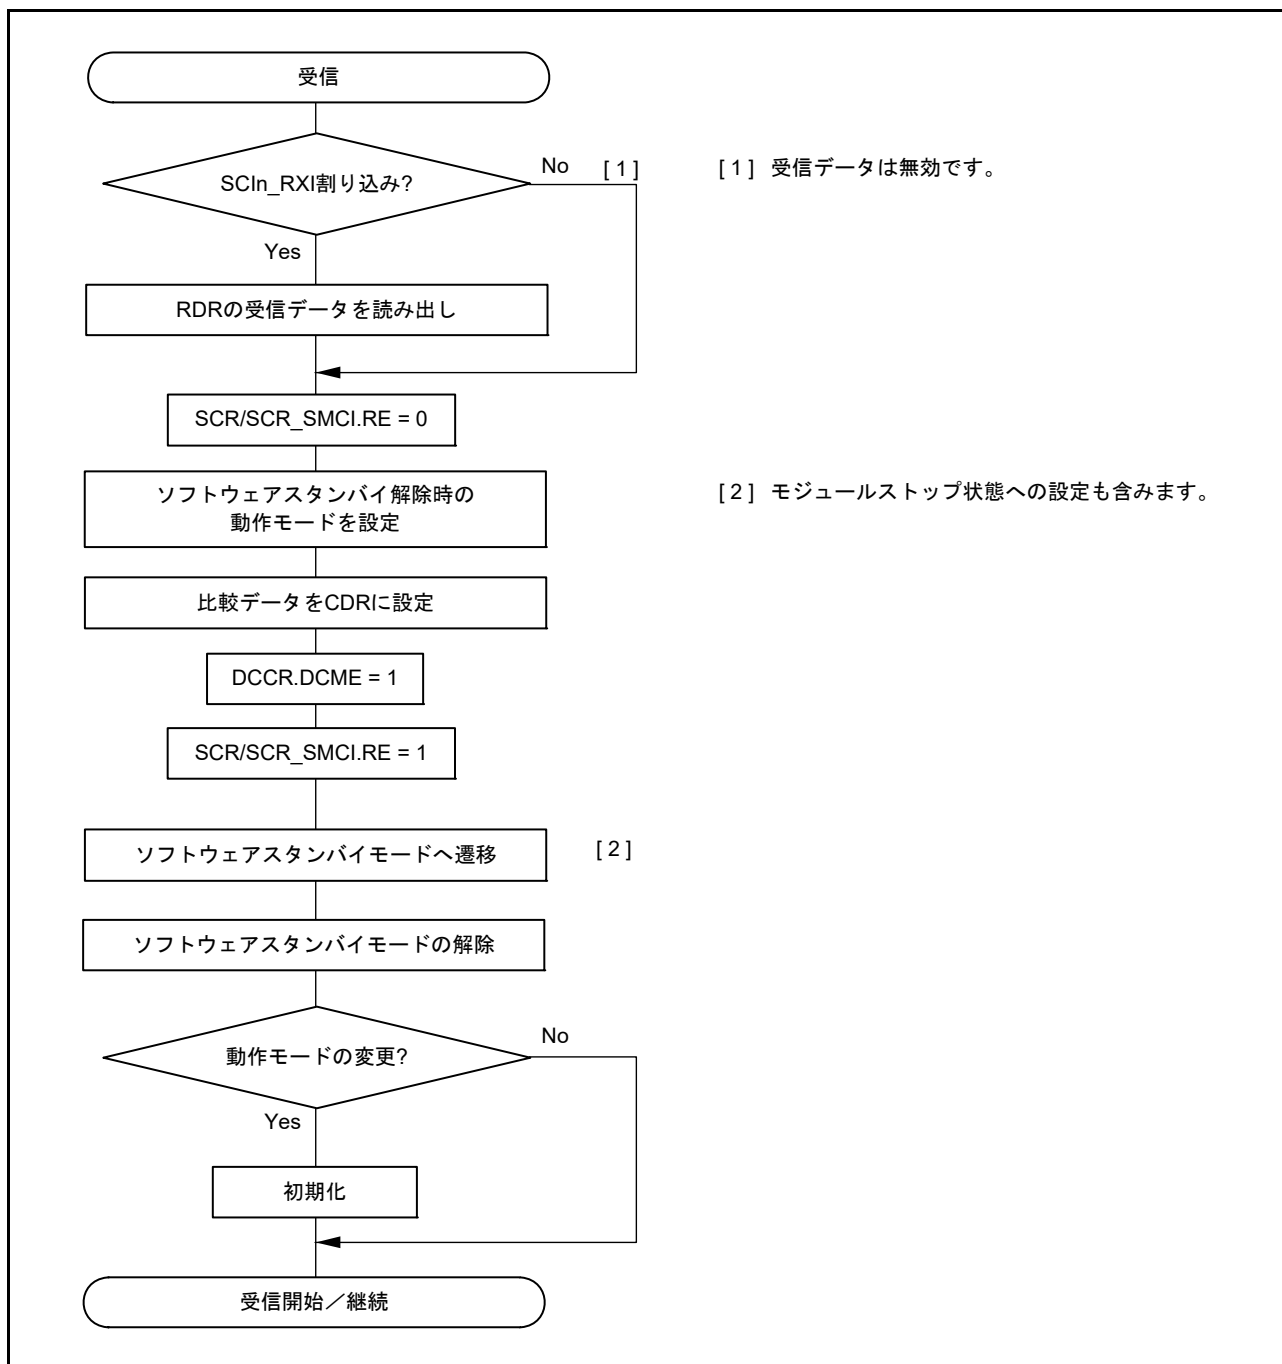 受信
SCIn_RXI割り込み?
No
[ 1 ]
[ 1 ] 受信データは無効です。
Yes
RDRの受信データを読み出し
SCR/SCR_SMCI.RE = 0
ソフトウェアスタンバイ解除時の
動作モードを設定
[ 2 ] モジュールストップ状態への設定も含みます。
比較データをCDRに設定
DCCR.DCME = 1
SCR/SCR_SMCI.RE = 1
ソフトウェアスタンバイモードへ遷移
[ 2 ]
ソフトウェアスタンバイモードの解除
動作モードの変更?
No
Yes
初期化
受信開始／継続